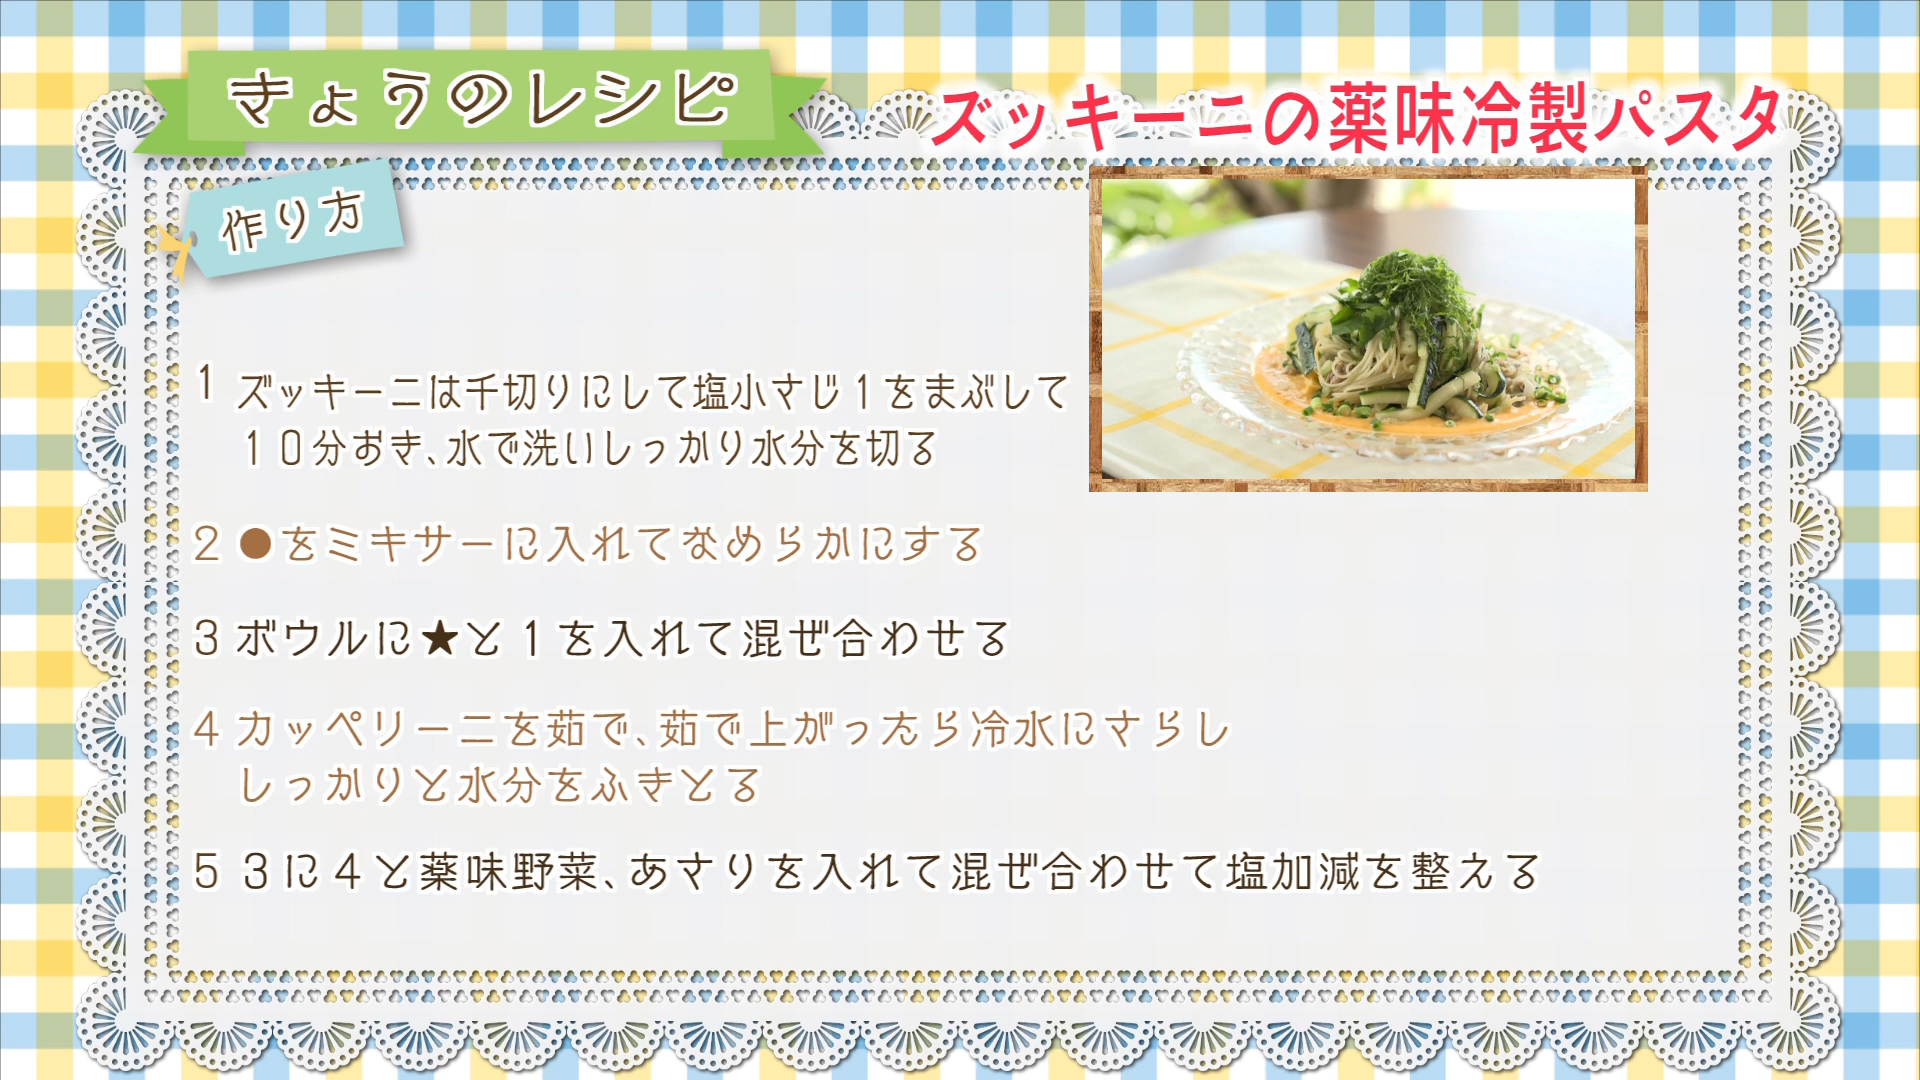 きょうのレシピ
ズッキーニの薬味冷製パスタ
作り方
1 ズッキーニは千切りにして塩小さじ１をまぶして
１０分おき、水で洗いしっかり水分を切る
2 ●をミキサーに入れてなめらかにする
3 ボウルに★と１を入れて混ぜ合わせる
4 カッペリーニを茹で、茹で上がったら冷水にさらし
しっかりと水分をふきとる
5 ３に４と薬味野菜、あさりを入れて混ぜ合わせて塩加減を整える